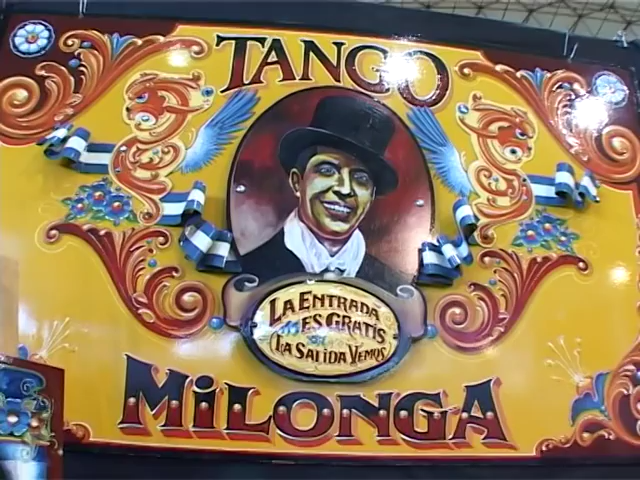 TANGO
LA ENTRADA
ES GRATIS
LA SALIDA VEMOS
MiLONGA